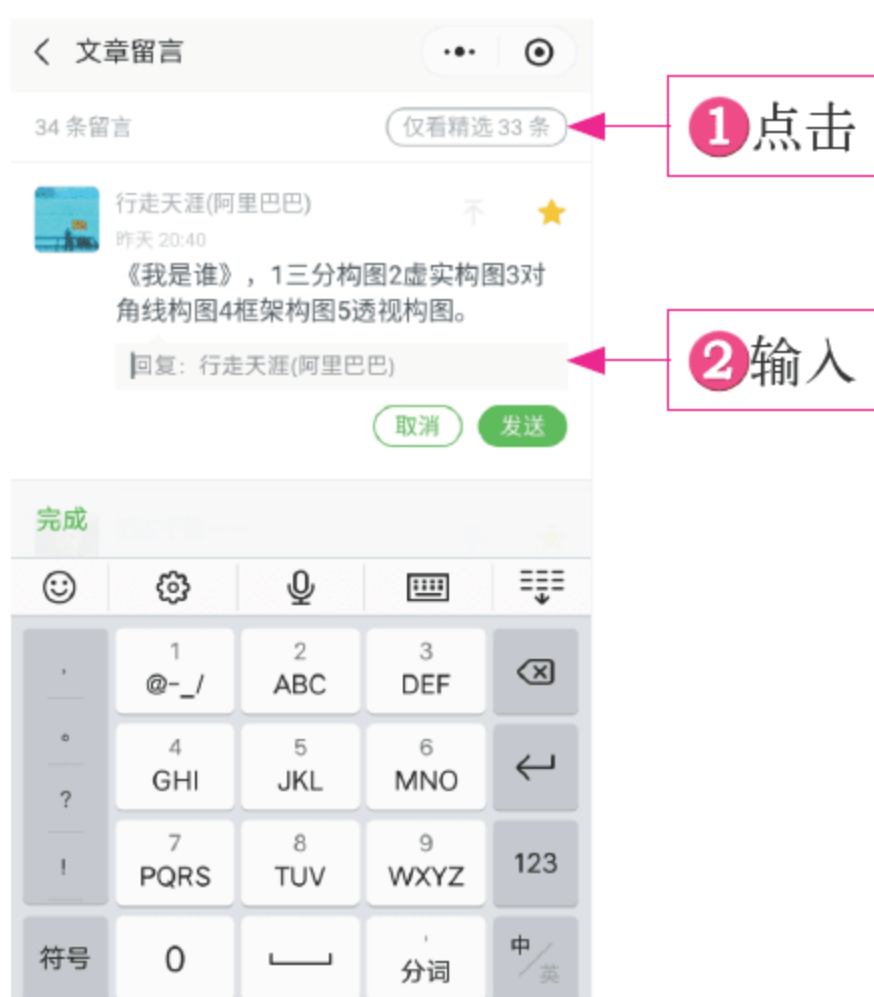 文章留言
34 条留言
仅看精选 33 条
❶点击
行走天涯(阿里巴巴)
昨天 20:40
《我是谁》，1三分构图2虚实构图3对
角线构图4框架构图5透视构图。
回复：行走天涯(阿里巴巴)
❷输入
取消
发送
完成
,
。
?
!
1
@-_/
2
ABC
3
DEF
4
GHI
5
JKL
6
MNO
7
PQRS
8
TUV
9
WXYZ
123
符号
0
'
分词
中/英